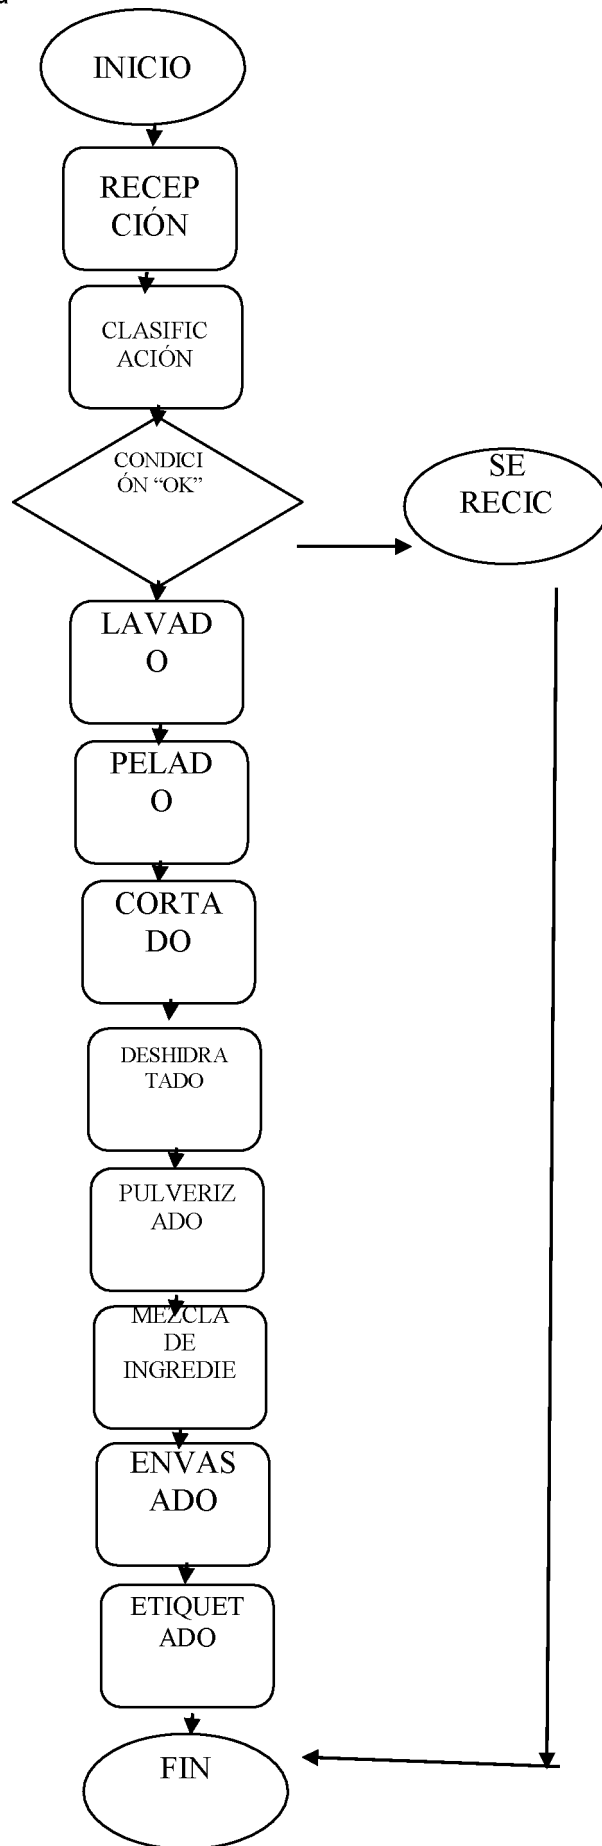 INICIO
RECEP
CIÓN
CLASIFIC
ACIÓN
CONDICI
ÓN “OK”
SE
RECIC
LAVAD
O
PELAD
O
CORTA
DO
DESHIDRA
TADO
PULVERIZ
ADO
MEZCLA
DE
INGREDIE
ENVAS
ADO
ETIQUET
ADO
FIN